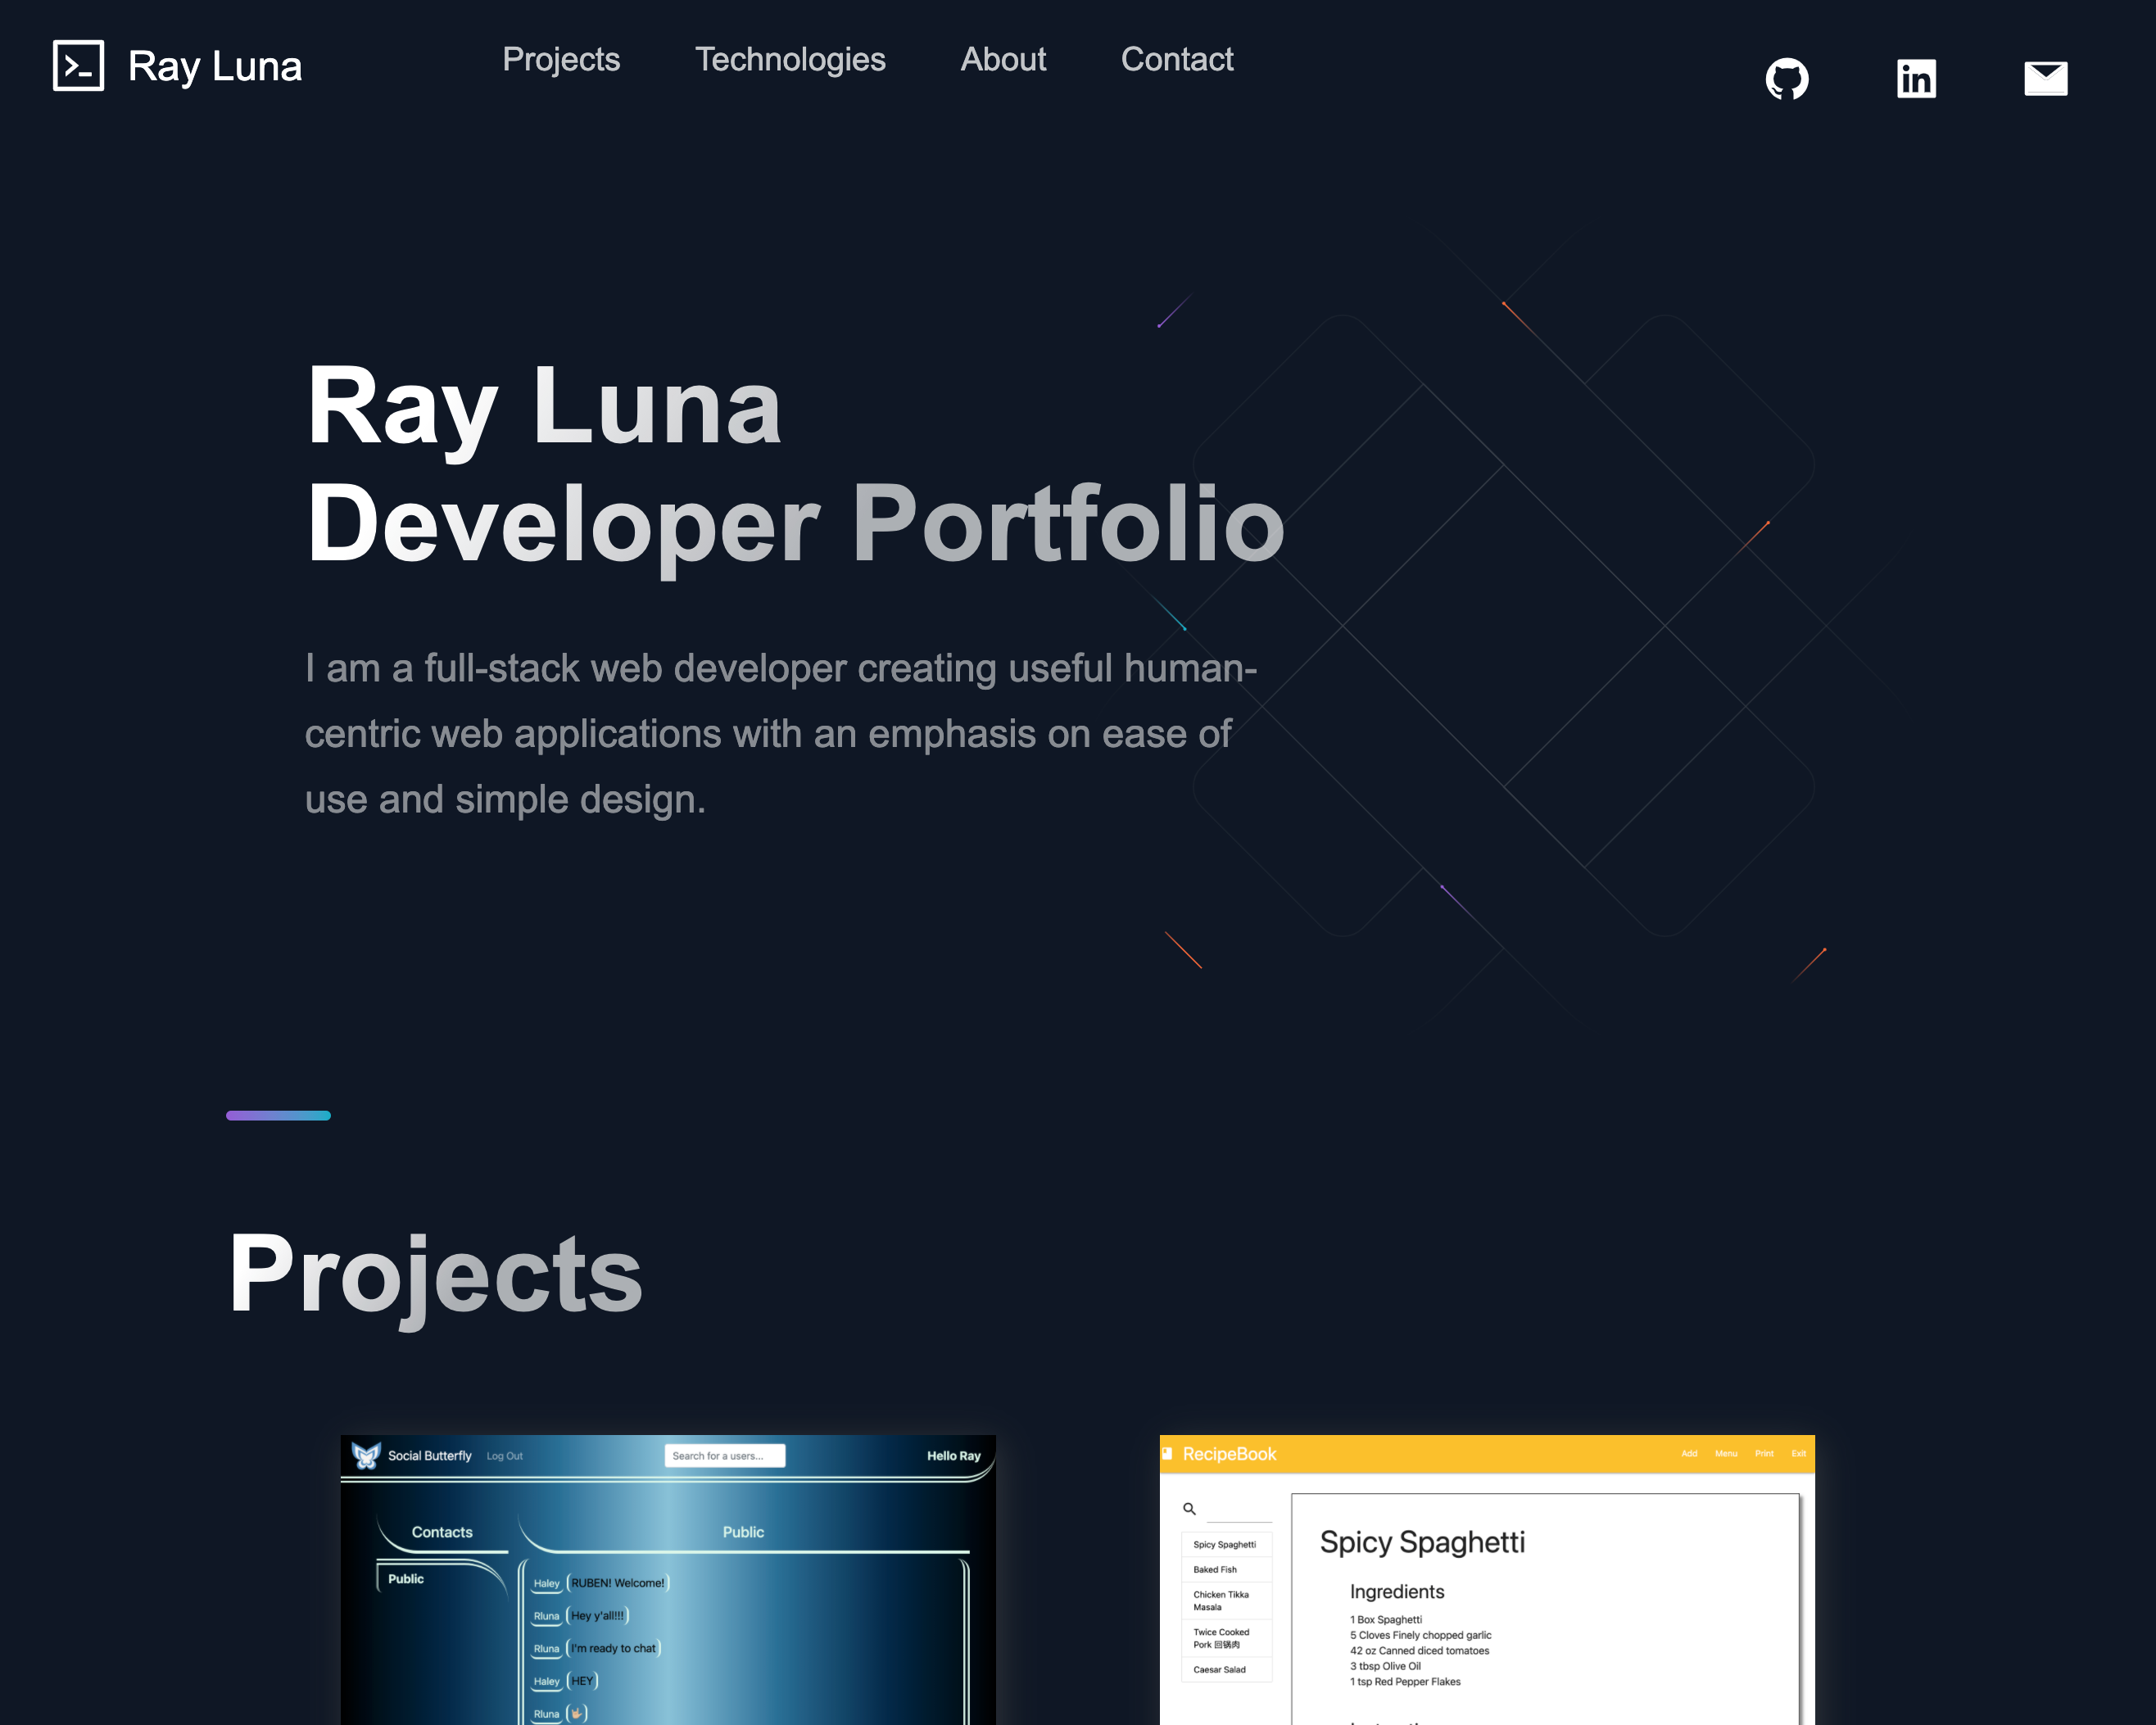 Ray Luna
Projects Technologies About Contact
Ray Luna
Developer Portfolio
I am a full-stack web developer creating useful human-
centric web applications with an emphasis on ease of
use and simple design.
Projects
Social Butterfly Log Out Search for a users... Hello Ray
Contacts
Public
Public
Haley RUBEN! Welcome!
Rluna Hey y'all!!!
Rluna I'm ready to chat
Haley HEY
Rluna 🤟🏼
RecipeBook Add Menu Print Exit
Spicy Spaghetti
Baked Fish
Chicken Tikka
Masala
Twice Cooked
Pork 回锅肉
Caesar Salad
Spicy Spaghetti
Ingredients
1 Box Spaghetti
5 Cloves Finely chopped garlic
42 oz Canned diced tomatoes
3 tbsp Olive Oil
1 tsp Red Pepper Flakes